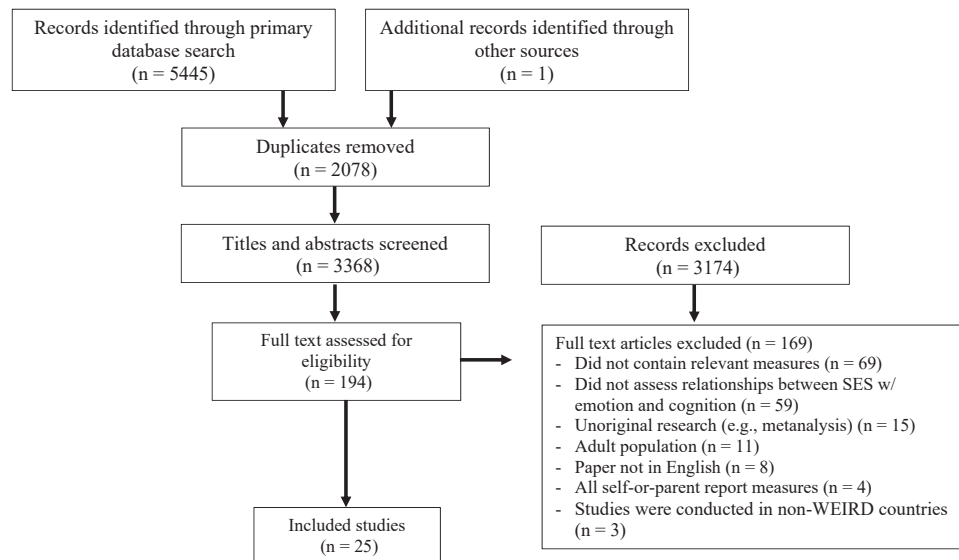 Records identified through primary
database search
(n = 5445)
Additional records identified through
other sources
(n = 1)
Duplicates removed
(n = 2078)
Titles and abstracts screened
(n = 3368)
Records excluded
(n = 3174)
Full text assessed for
eligibility
(n = 194)
Full text articles excluded (n = 169)
- Did not contain relevant measures (n = 69)
- Did not assess relationships between SES w/
emotion and cognition (n = 59)
- Unoriginal research (e.g., metanalysis) (n = 15)
- Adult population (n = 11)
- Paper not in English (n = 8)
- All self-or-parent report measures (n = 4)
- Studies were conducted in non-WEIRD countries
(n = 3)
Included studies
(n = 25)